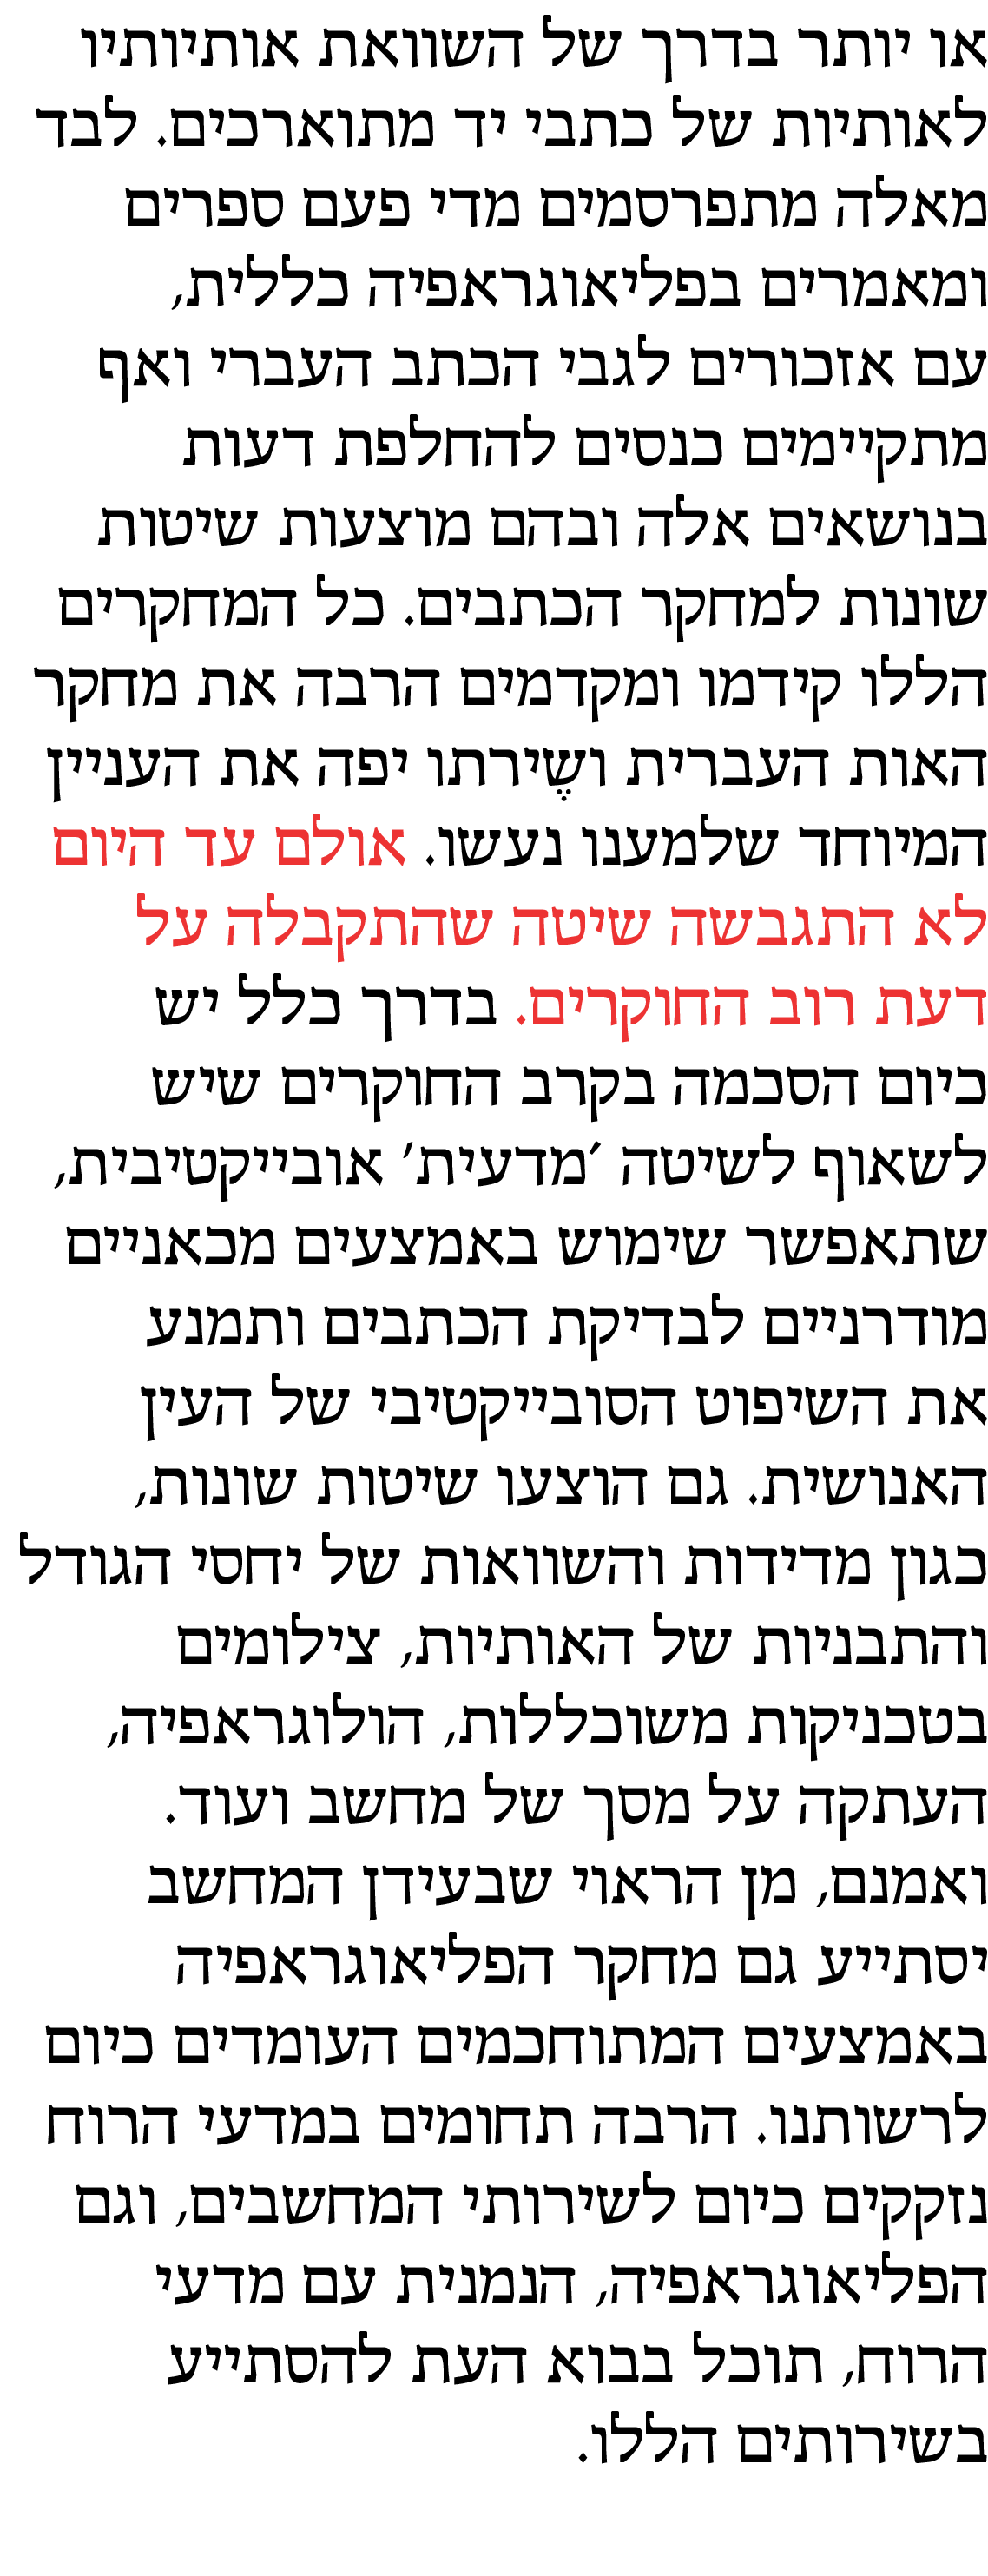 או יותר בדרך של השוואת אותיותיו
לאותיות של כתבי יד מתוארכים. לבד
מאלה מתפרסמים מדי פעם ספרים
ומאמרים בפליאוגראפיה כללית,
עם אזכורים לגבי הכתב העברי ואף
מתקיימים כנסים להחלפת דעות
בנושאים אלה ובהם מוצעות שיטות
שונות למחקר הכתבים. כל המחקרים
הללו קידמו ומקדמים הרבה את מחקר
האות העברית ושֶירתו יפה את העניין
המיוחד שלמענו נעשו. אולם עד היום
לא התגבשה שיטה שהתקבלה על
דעת רוב החוקרים. בדרך כלל יש
כיום הסכמה בקרב החוקרים שיש
לשאוף לשיטה ׳מדעית׳ אובייקטיבית,
שתאפשר שימוש באמצעים מכאניים
מודרניים לבדיקת הכתבים ותמנע
את השיפוט הסובייקטיבי של העין
האנושית. גם הוצעו שיטות שונות,
כגון מדידות והשוואות של יחסי הגודל
והתבניות של האותיות, צילומים
בטכניקות משוכללות, הולוגראפיה,
העתקה על מסך של מחשב ועוד.
ואמנם, מן הראוי שבעידן המחשב
יסתייע גם מחקר הפליאוגראפיה
באמצעים המתוחכמים העומדים כיום
לרשותנו. הרבה תחומים במדעי הרוח
נזקקים כיום לשירותי המחשבים, וגם
הפליאוגראפיה, הנמנית עם מדעי
הרוח, תוכל בבוא העת להסתייע
בשירותים הללו.